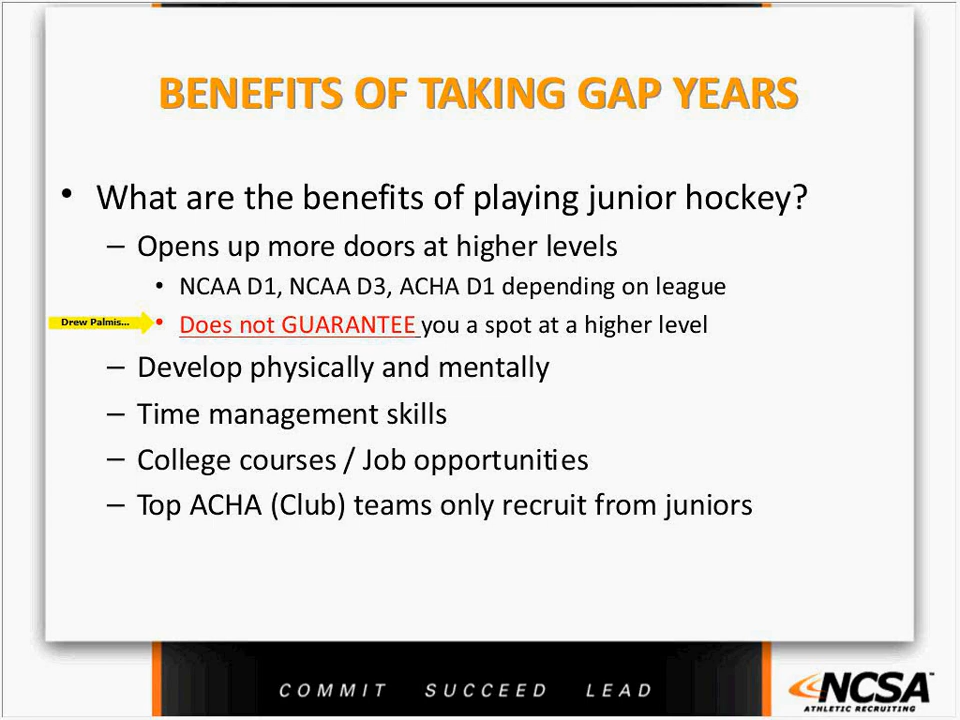 BENEFITS OF TAKING GAP YEARS
• What are the benefits of playing junior hockey?
– Opens up more doors at higher levels
• NCAA D1, NCAA D3, ACHA D1 depending on league
Drew Palmis...
• Does not GUARANTEE you a spot at a higher level
– Develop physically and mentally
– Time management skills
– College courses / Job opportunities
– Top ACHA (Club) teams only recruit from juniors
COMMIT SUCCEED LEAD
NCSA™
ATHLETIC RECRUITING